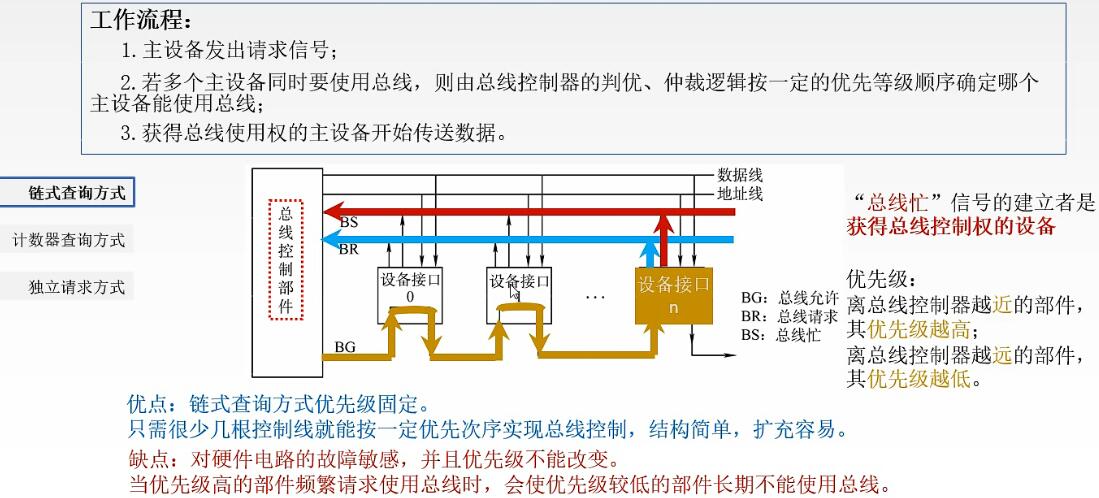 工作流程：
1.主设备发出请求信号；
2.若多个主设备同时要使用总线，则由总线控制器的判优、仲裁逻辑按一定的优先等级顺序确定哪个
主设备能使用总线；
3.获得总线使用权的主设备开始传送数据。
链式查询方式
计数器查询方式
独立请求方式
总线控制部件
数据线
地址线
BS
BR
设备接口
0
设备接口
1
...
设备接口
n
BG
BG：总线允许
BR：总线请求
BS：总线忙
“总线忙”信号的建立者是
获得总线控制权的设备
优先级：
离总线控制器越近的部件，
其优先级越高；
离总线控制器越远的部件，
其优先级越低。
优点：链式查询方式优先级固定。
只需很少几根控制线就能按一定优先次序实现总线控制，结构简单，扩充容易。
缺点：对硬件电路的故障敏感，并且优先级不能改变。
当优先级高的部件频繁请求使用总线时，会使优先级较低的部件长期不能使用总线。